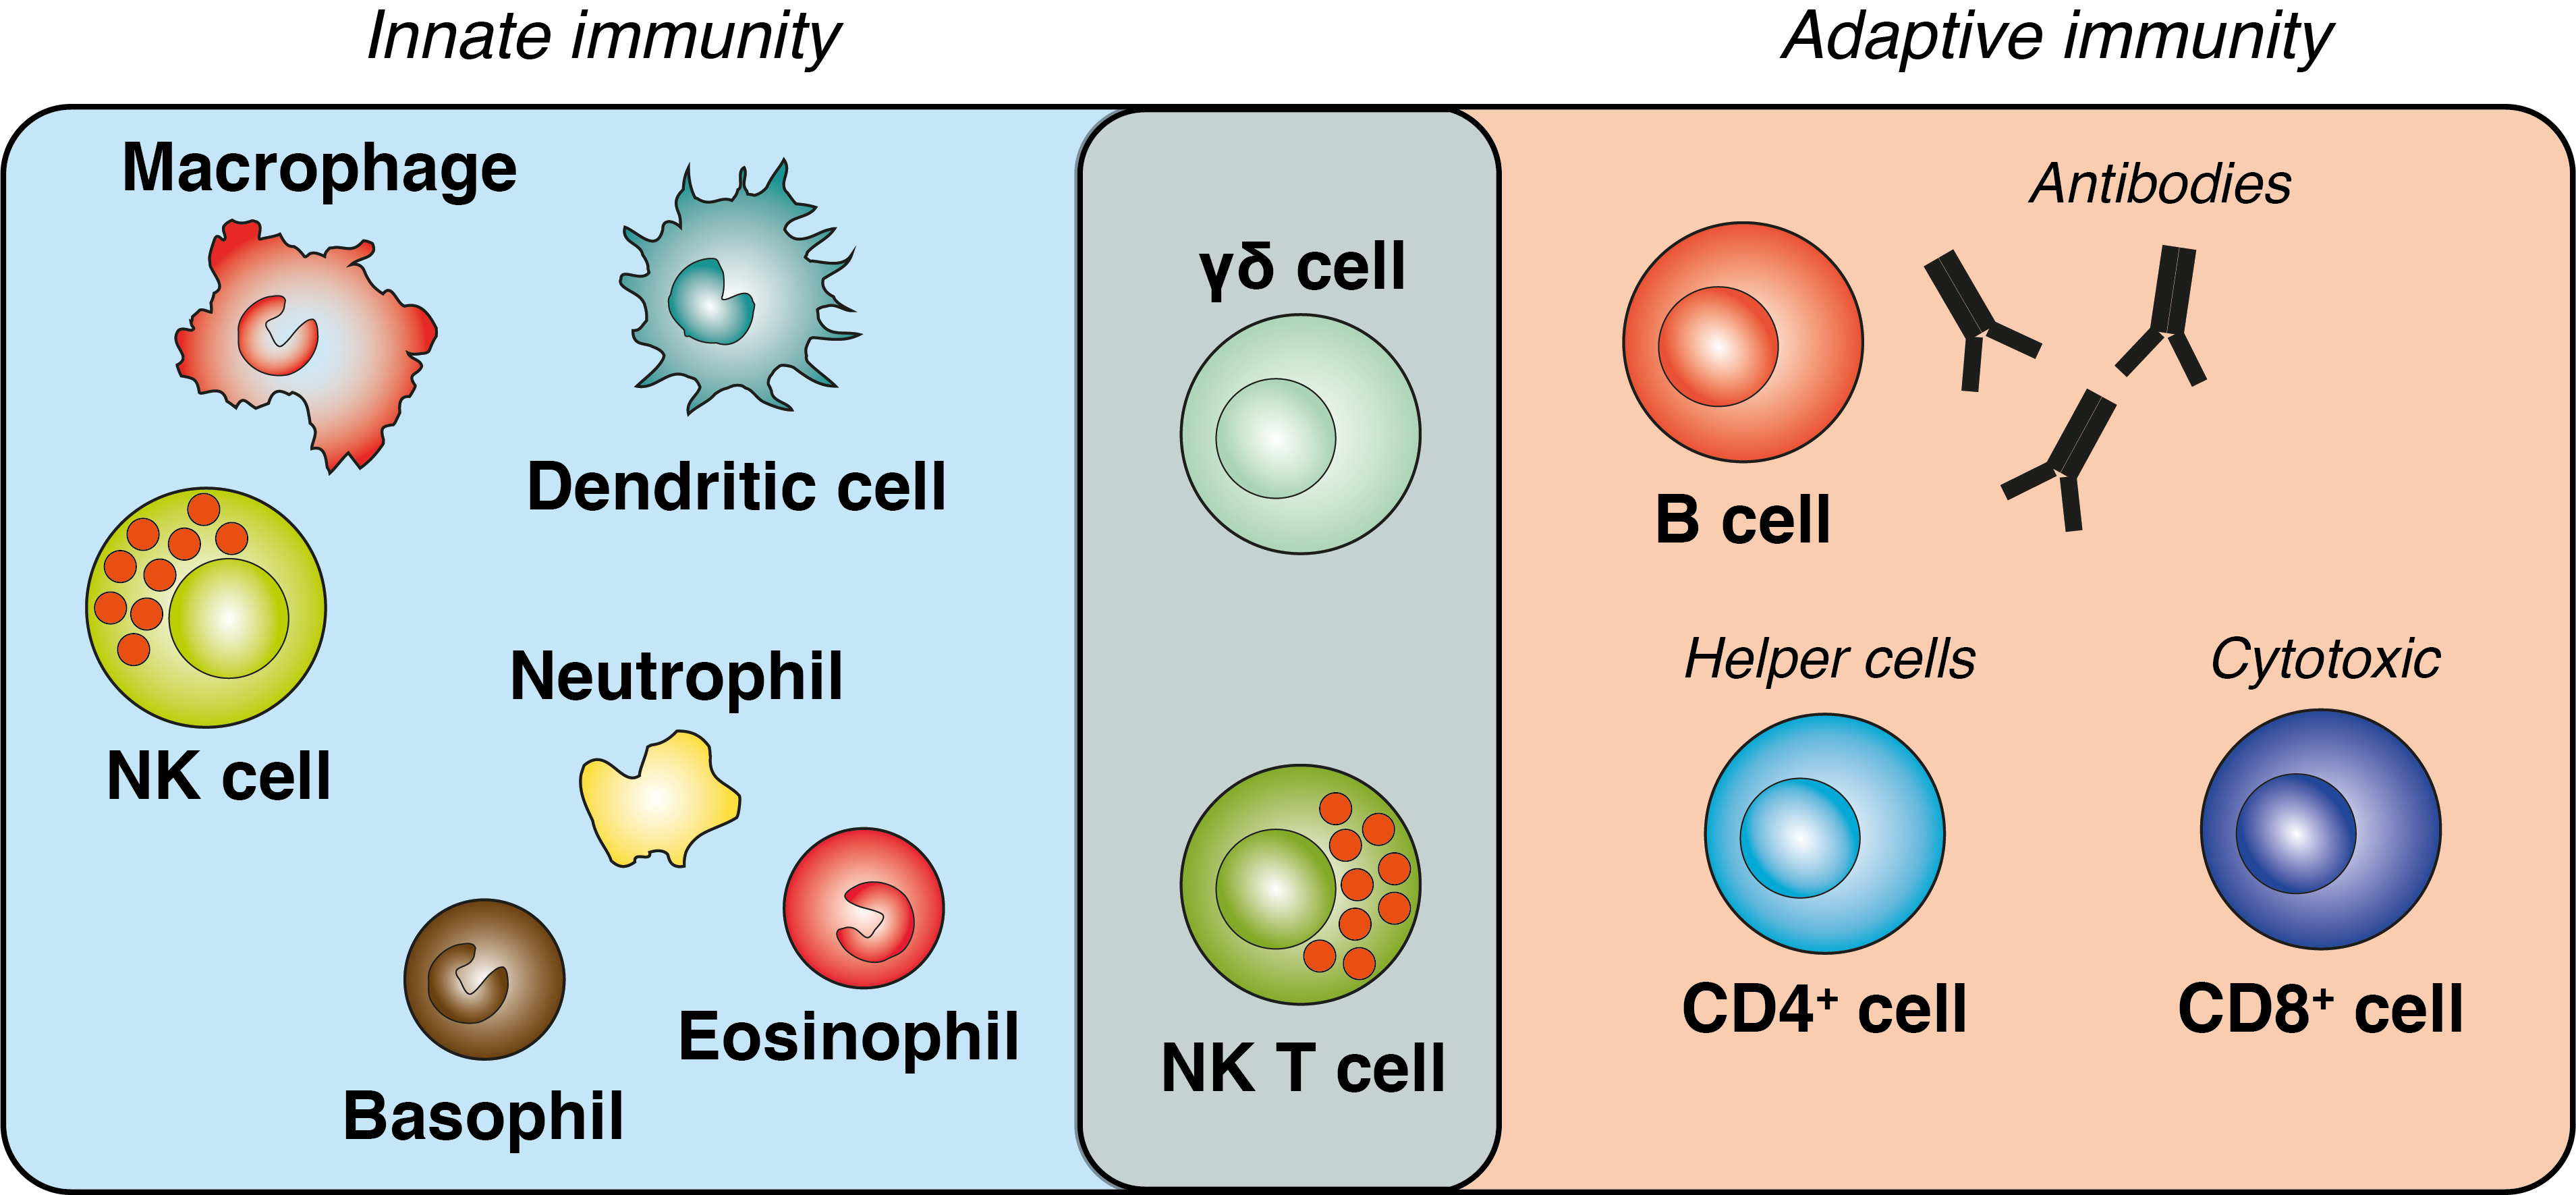 Innate immunity
Adaptive immunity
Macrophage
Dendritic cell
NK cell
Neutrophil
Eosinophil
Basophil
γδ cell
NK T cell
Antibodies
B cell
Helper cells
Cytotoxic
CD4⁺ cell
CD8⁺ cell